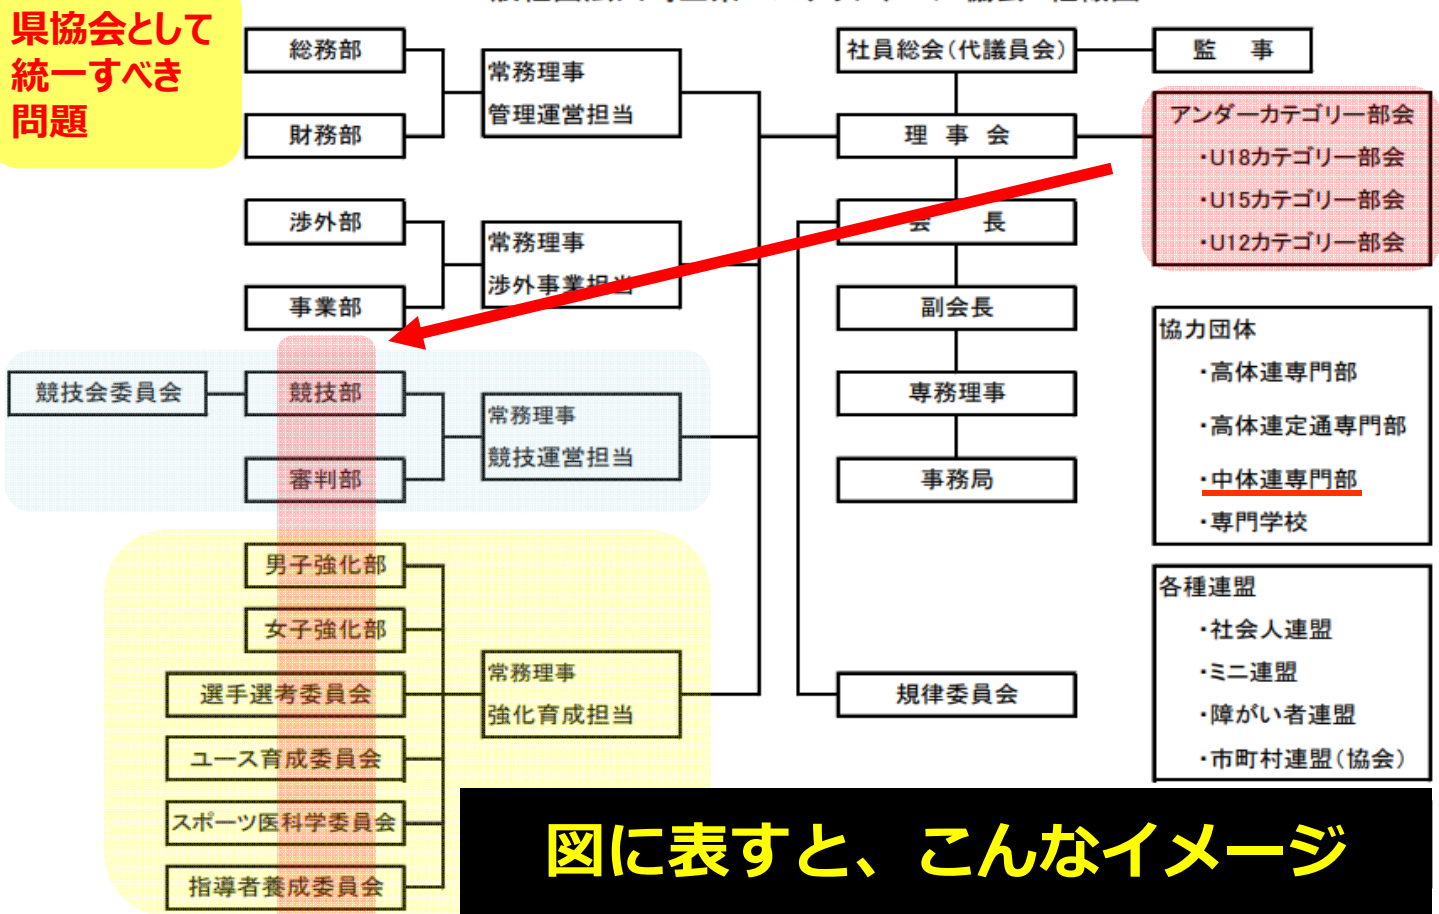 県協会として
統一すべき
問題
総務部
財務部
常務理事
管理運営担当
渉外部
事業部
常務理事
渉外事業担当
競技会委員会
競技部
審判部
常務理事
競技運営担当
男子強化部
女子強化部
選手選考委員会
ユース育成委員会
スポーツ医科学委員会
指導者養成委員会
常務理事
強化育成担当
社員総会(代議員会)
監 事
理 事 会
会 長
副会長
専務理事
事務局
規律委員会
アンダーカテゴリー部会
・U18カテゴリー部会
・U15カテゴリー部会
・U12カテゴリー部会
協力団体
・高体連専門部
・高体連定通専門部
・中体連専門部
・専門学校
各種連盟
・社会人連盟
・ミニ連盟
・障がい者連盟
・市町村連盟(協会)
図に表すと、こんなイメージ